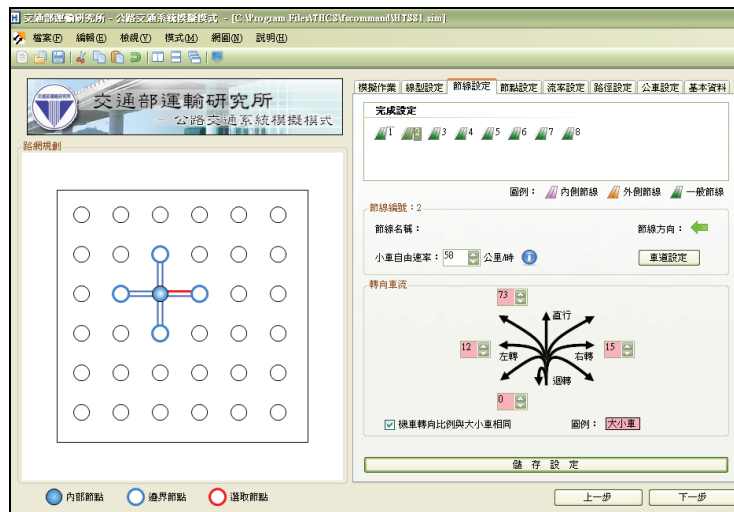 交通部運輸研究所 - 公路交通系統模擬模式 - [C:\Program Files\THCS\fscommand\HTSS1.sim]
檔案(F) 編輯(E) 檢視(V) 模式(M) 網圖(N) 說明(H)
交通部運輸研究所
- 公路交通系統模擬模式
模擬作業 線型設定 節線設定 節點設定 流率設定 路徑設定 公車設定 基本資料
完成設定
1 2 3 4 5 6 7 8
圖例： 內側節線 外側節線 一般節線
路網規劃
節線編號：2
節線名稱： 節線方向：
小車自由速率： 58 公里/時 車道設定
轉向車流
73
直行
12 左轉 右轉 15
迴轉
0
機車轉向比例與大小車相同 圖例： 大小車
儲 存 設 定
內部節點 邊界節點 選取節點 上一步 下一步